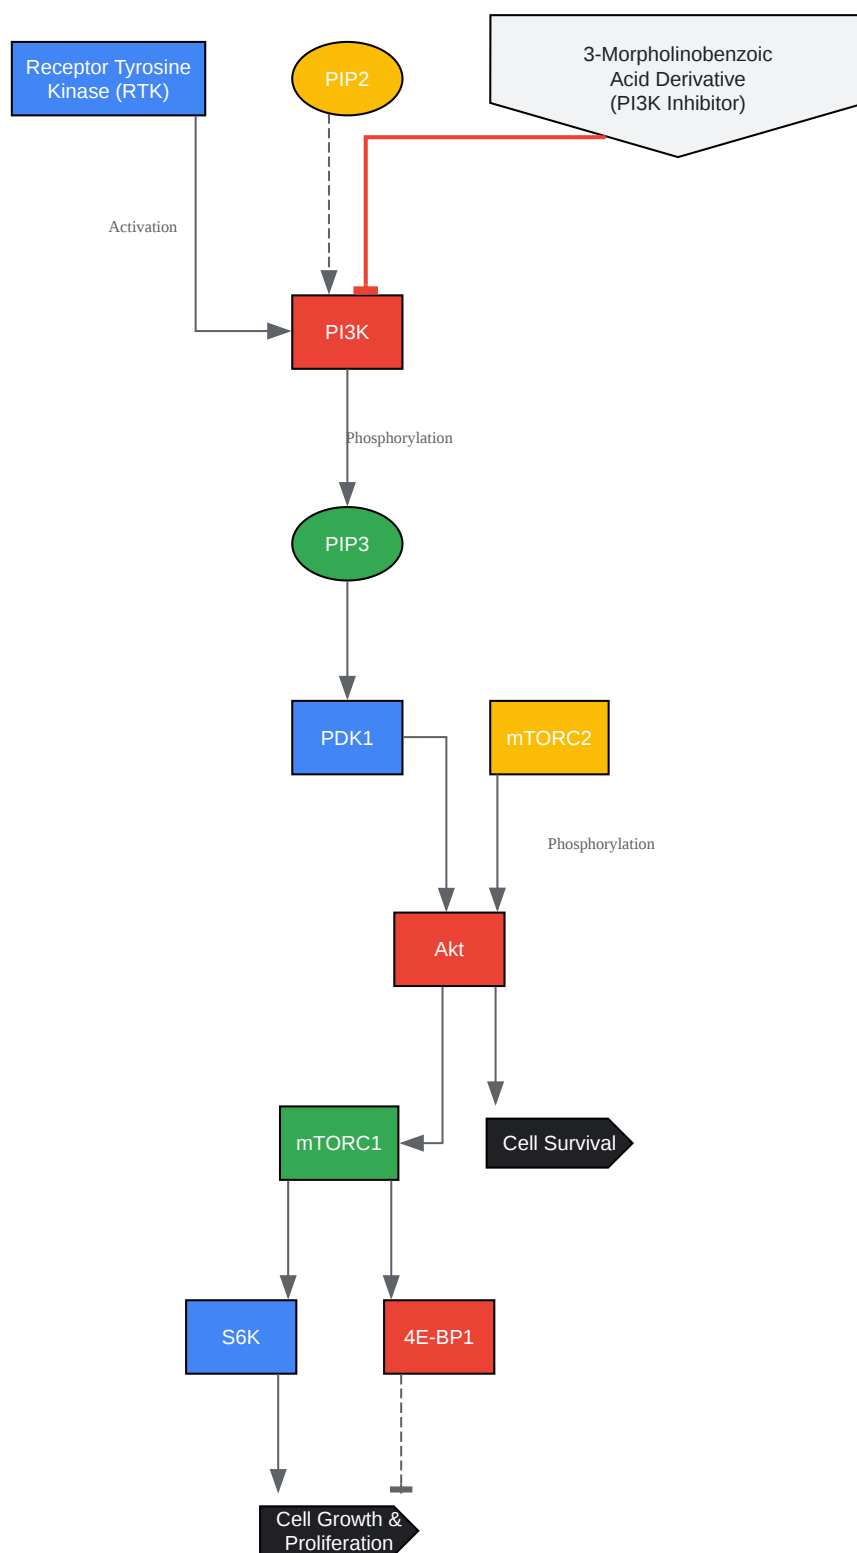 Receptor Tyrosine
Kinase (RTK)
PIP2
3-Morpholinobenzoic
Acid Derivative
(PI3K Inhibitor)
Activation
PI3K
Phosphorylation
PIP3
PDK1
mTORC2
Phosphorylation
Akt
mTORC1
Cell Survival
S6K
4E-BP1
Cell Growth &
Proliferation